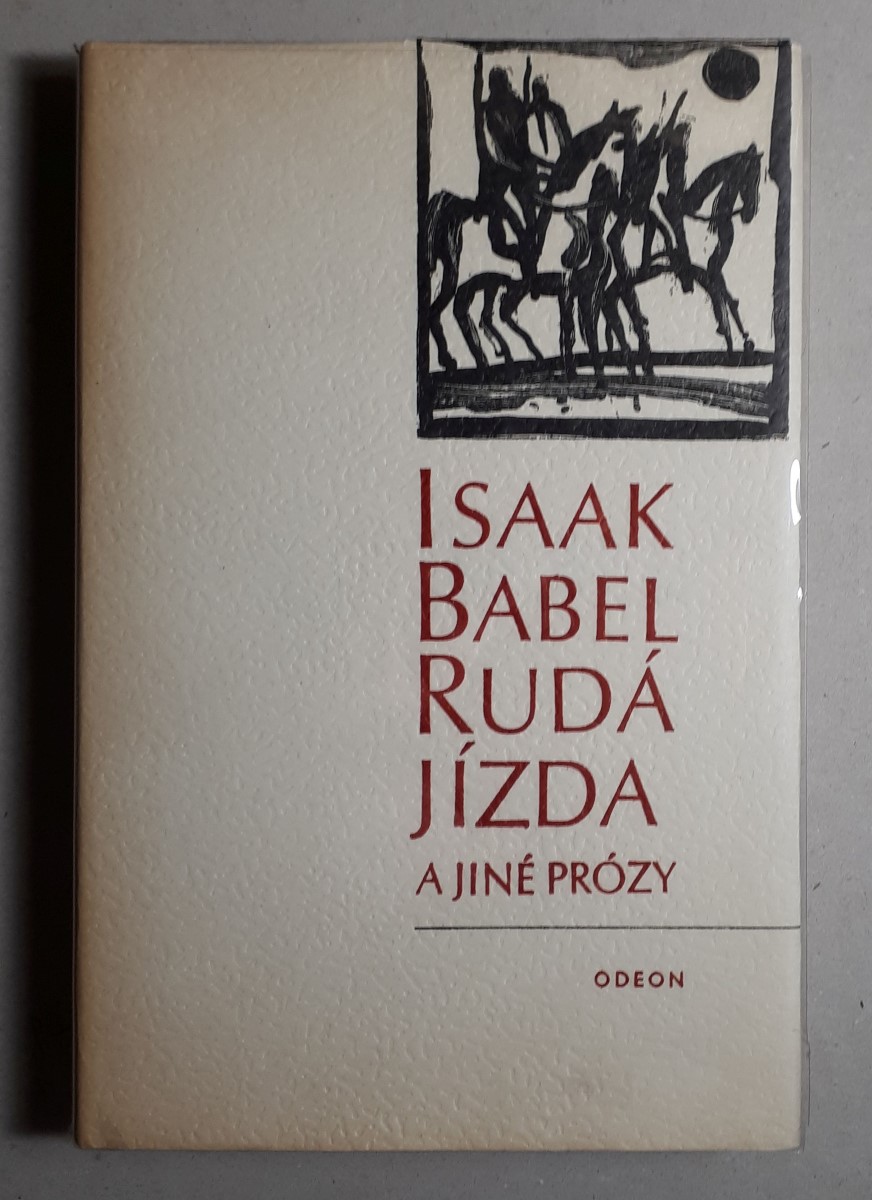 ISAAK
BABEL
RUDÁ
JÍZDA
A JINÉ PRÓZY
ODEON